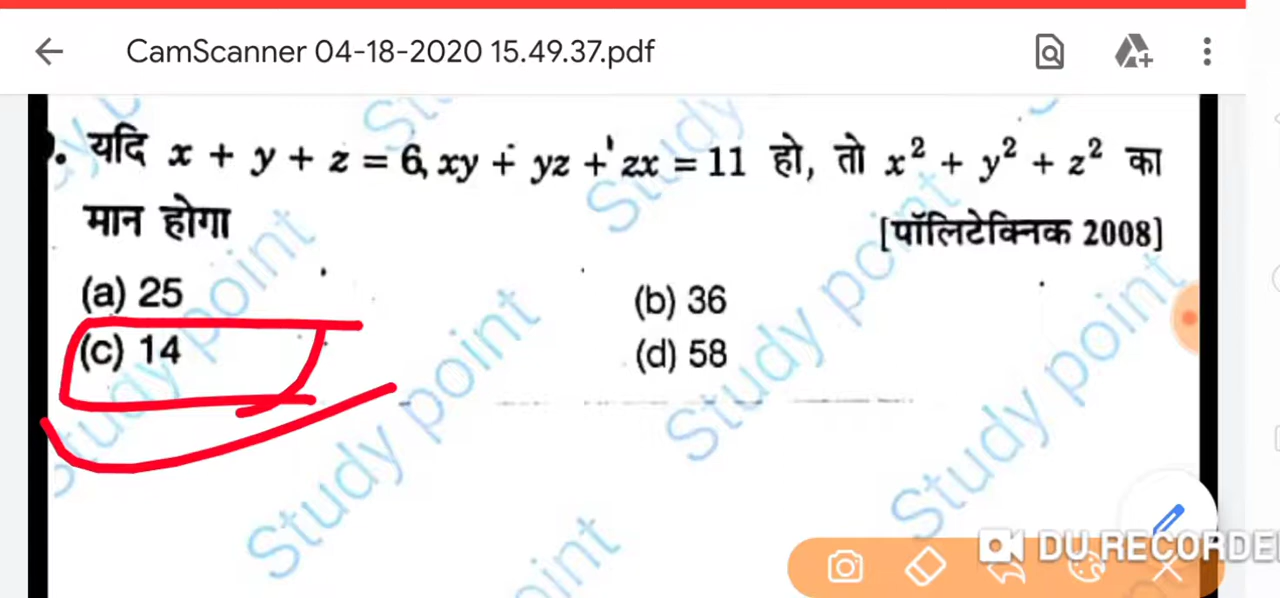 CamScanner 04-18-2020 15.49.37.pdf
. यदि x + y + z = 6, xy + yz + zx = 11 हो, तो x² + y² + z² का
मान होगा [पॉलिटेक्निक 2008]
(a) 25 (b) 36
(c) 14 (d) 58
Study point
Study point
Study point
Study point
Study point
DU RECORDE